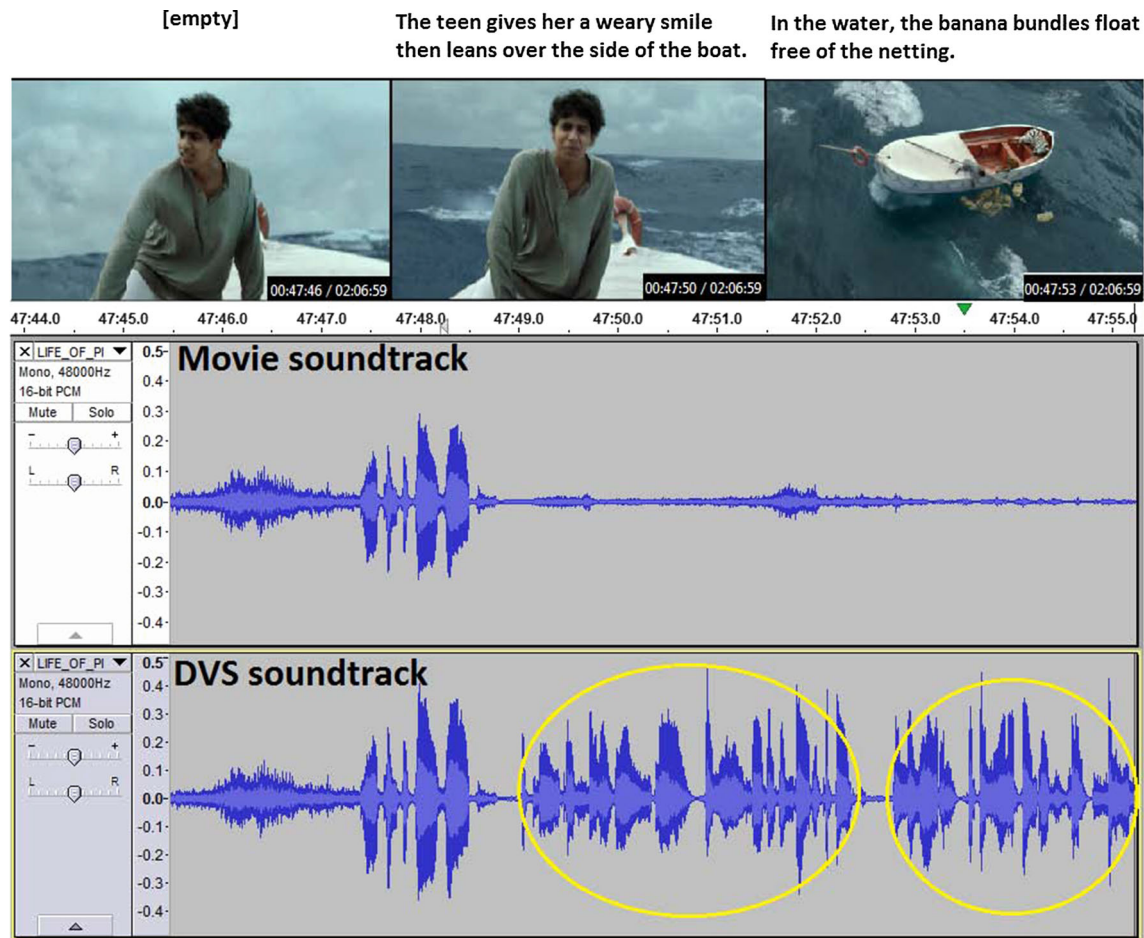 [empty]
The teen gives her a weary smile
then leans over the side of the boat.
In the water, the banana bundles float
free of the netting.
00:47:46 / 02:06:59
00:47:50 / 02:06:59
00:47:53 / 02:06:59
47:44.0 47:45.0 47:46.0 47:47.0 47:48.0 47:49.0 47:50.0 47:51.0 47:52.0 47:53.0 47:54.0 47:55.0
X LIFE_OF_PI
Mono, 48000Hz
16-bit PCM
Mute Solo
- +
L R
0.5
0.4
0.3
0.2
0.1
0.0
-0.1
-0.2
-0.3
-0.4
Movie soundtrack
X LIFE_OF_PI
Mono, 48000Hz
16-bit PCM
Mute Solo
- +
L R
0.5
0.4
0.3
0.2
0.1
0.0
-0.1
-0.2
-0.3
-0.4
DVS soundtrack